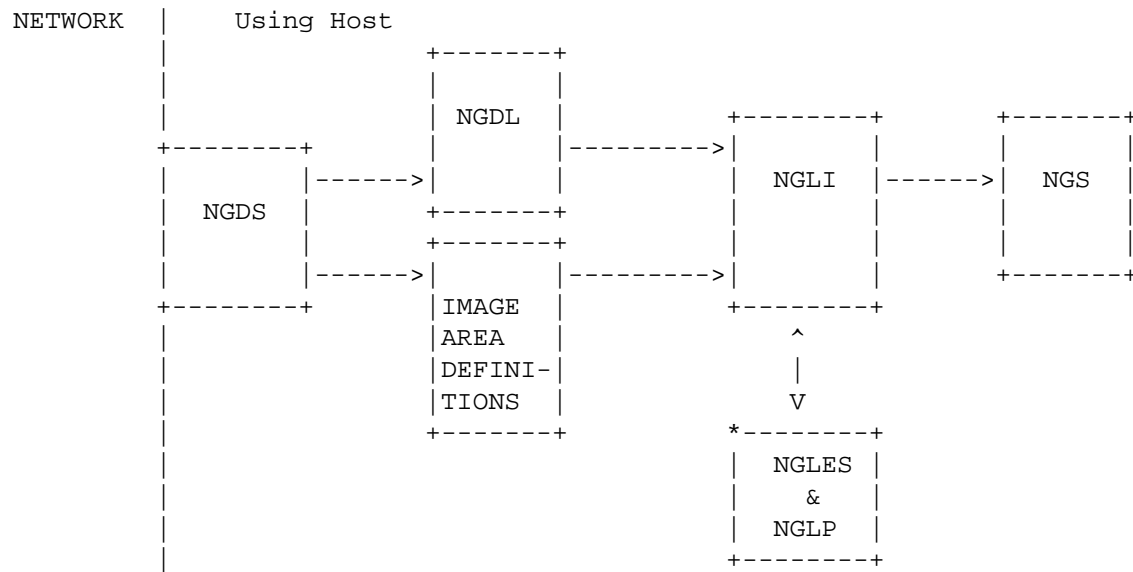 NETWORK Using Host
NGDL
NGDS
NGLI
NGS
IMAGE
AREA
DEFINI-
TIONS
NGLES
&
NGLP